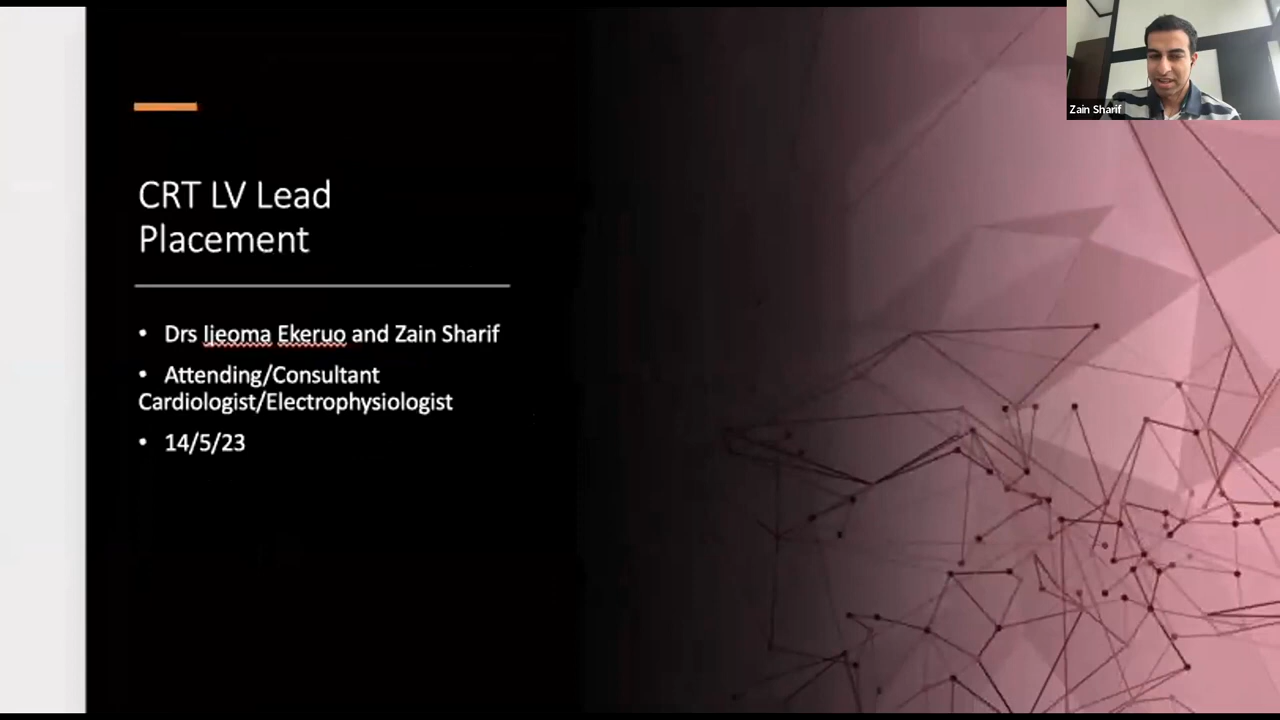 Zain Sharif
CRT LV Lead
Placement
• Drs Ijeoma Ekeruo and Zain Sharif
• Attending/Consultant
Cardiologist/Electrophysiologist
• 14/5/23